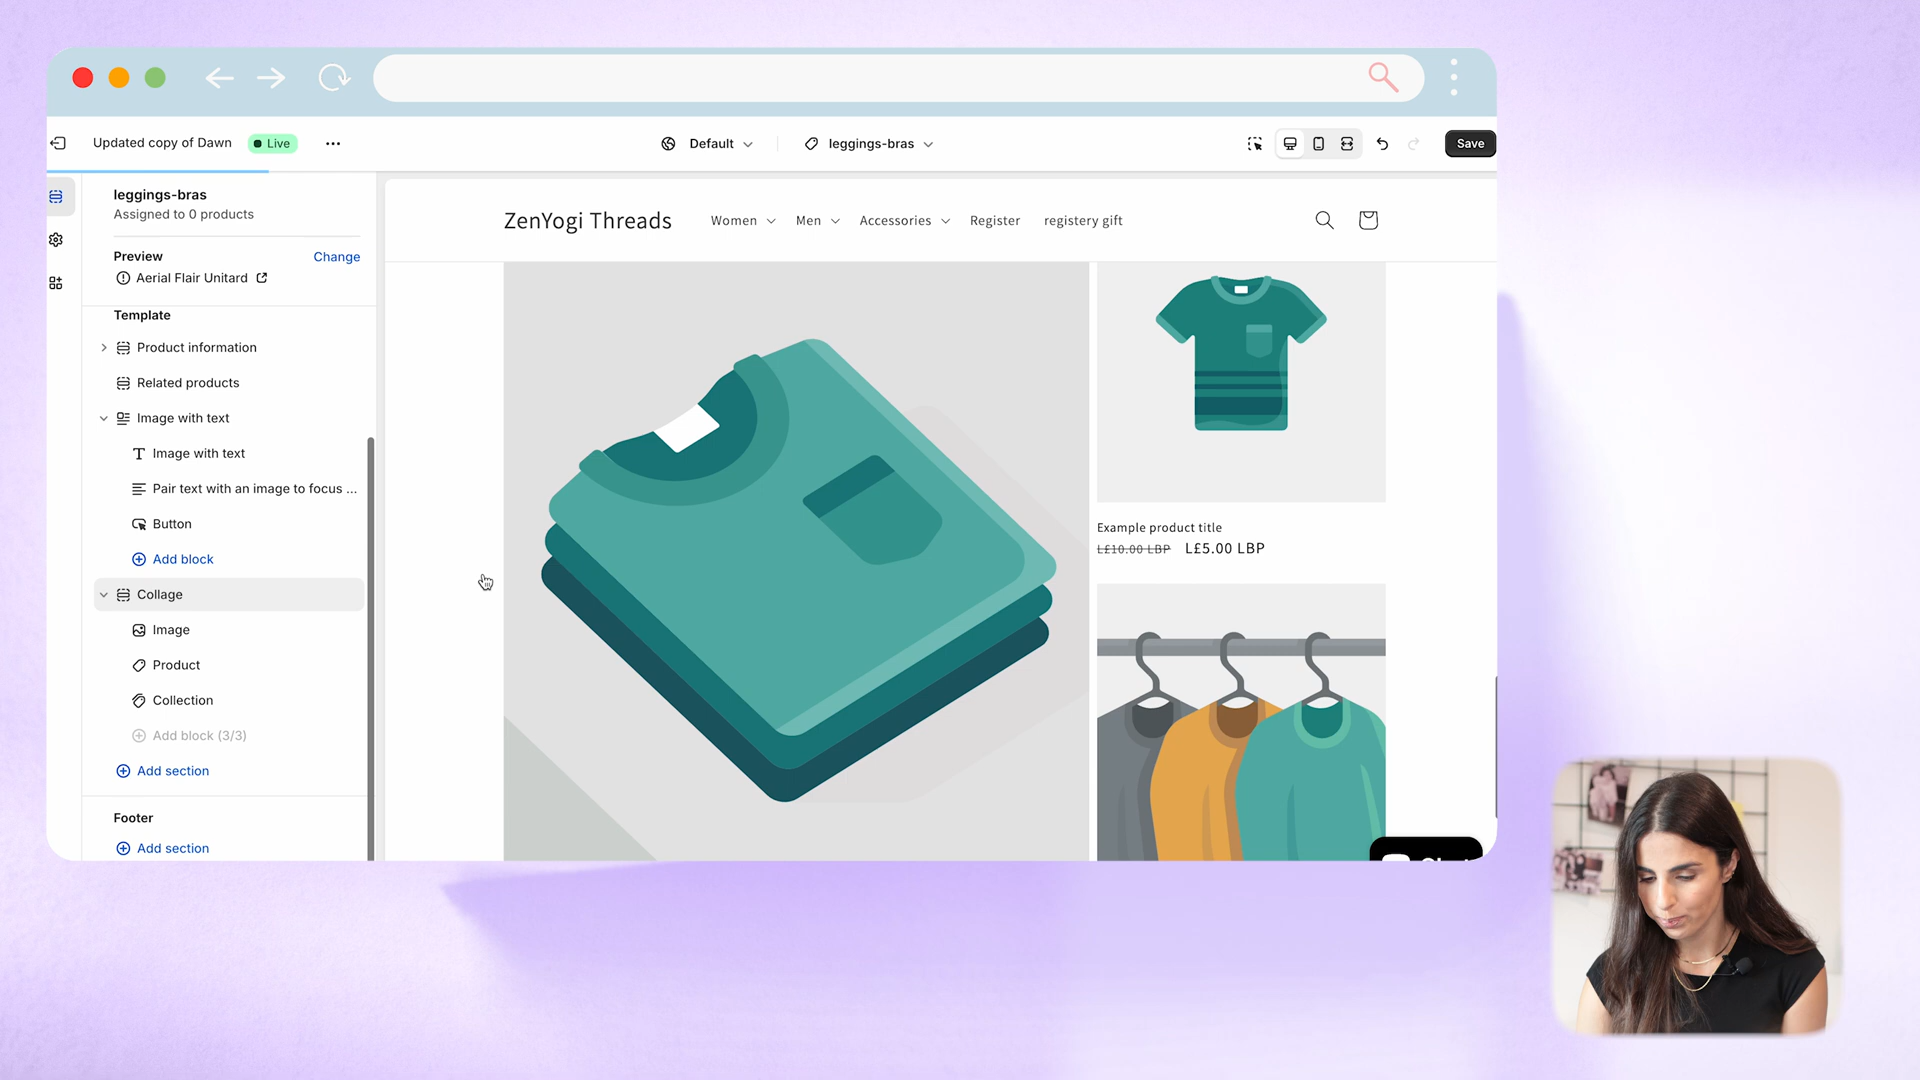 Updated copy of Dawn
Live
Default
leggings-bras
Save
leggings-bras
Assigned to 0 products
Preview
Change
Aerial Flair Unitard
Template
Product information
Related products
Image with text
Image with text
Pair text with an image to focus ...
Button
Add block
Collage
Image
Product
Collection
Add block (3/3)
Add section
Footer
Add section
ZenYogi Threads
Women
Men
Accessories
Register
registery gift
Example product title
L£10.00 LBP L£5.00 LBP